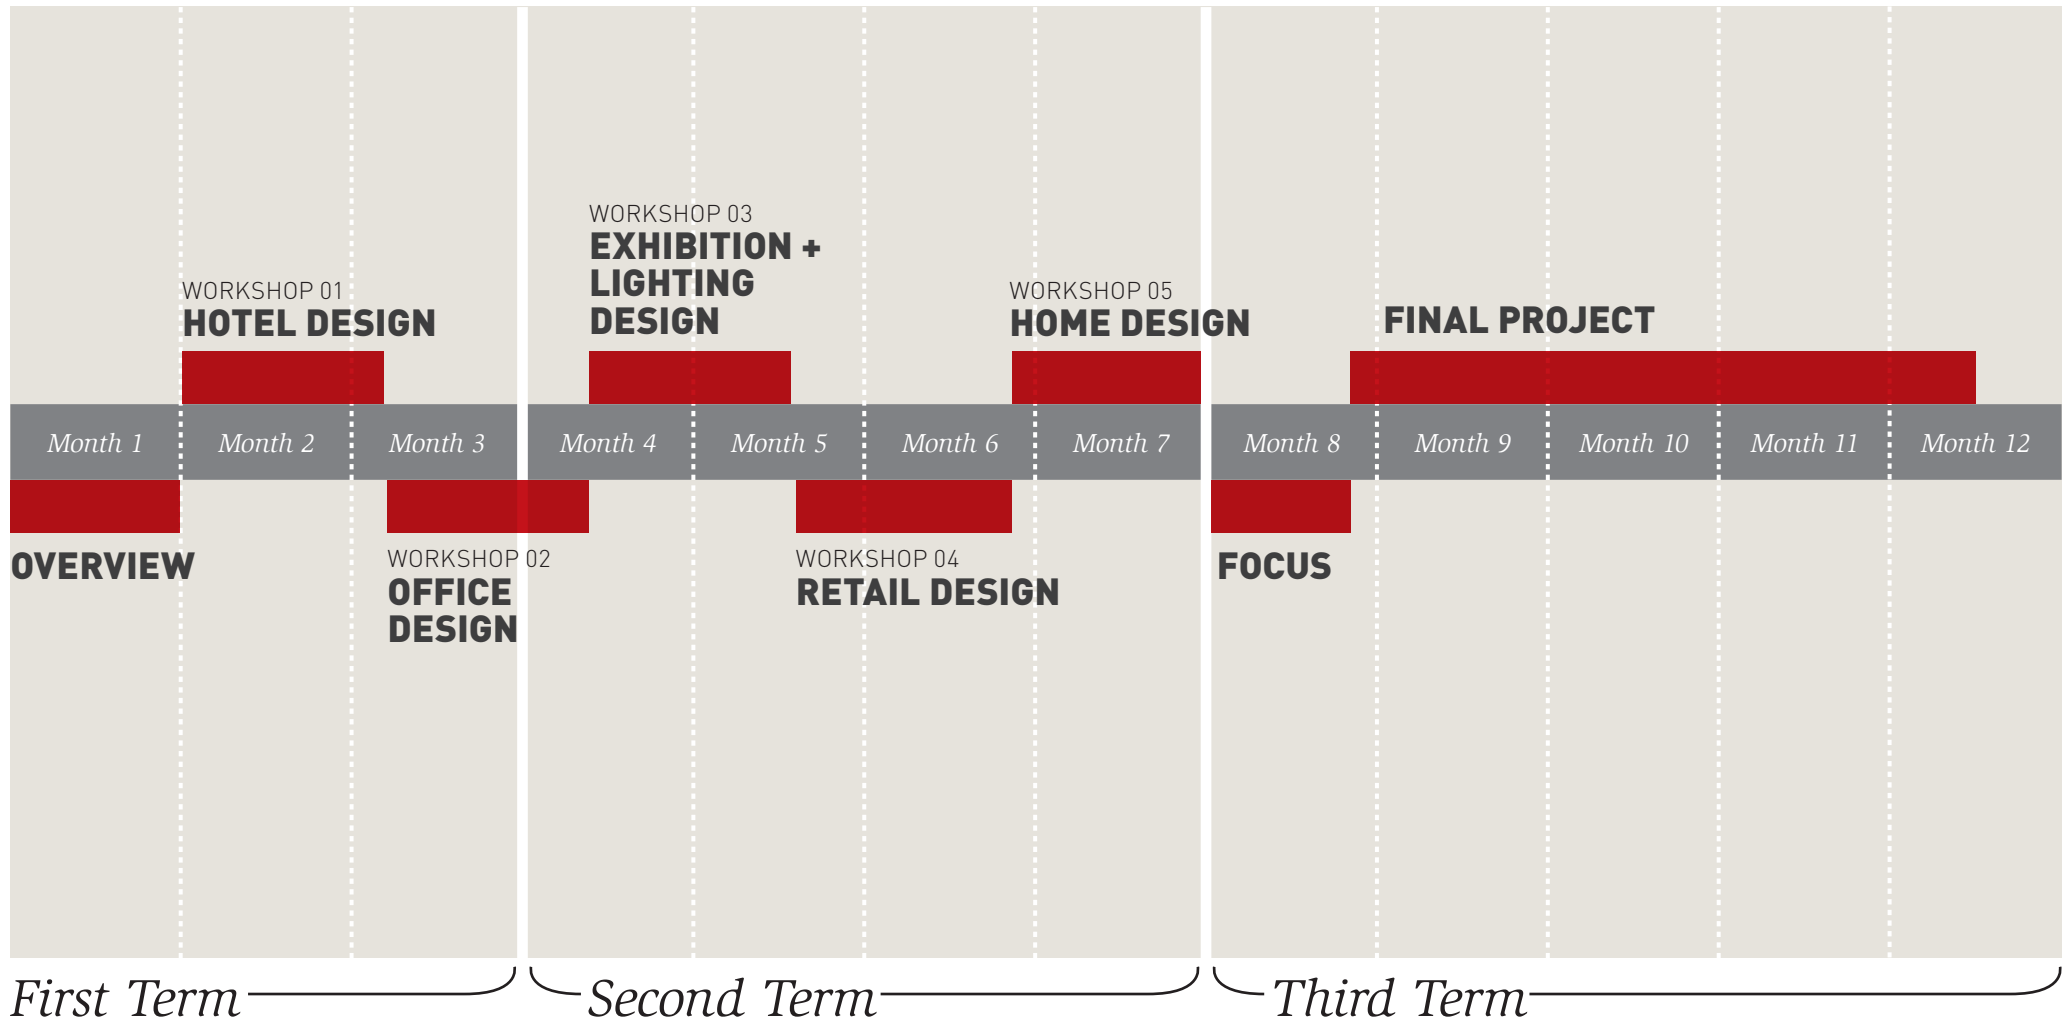 WORKSHOP 03
EXHIBITION +
LIGHTING
DESIGN
WORKSHOP 01
HOTEL DESIGN
WORKSHOP 05
HOME DESIGN
FINAL PROJECT
Month 1 Month 2 Month 3 Month 4 Month 5 Month 6 Month 7 Month 8 Month 9 Month 10 Month 11 Month 12
OVERVIEW
WORKSHOP 02
OFFICE
DESIGN
WORKSHOP 04
RETAIL DESIGN
FOCUS
First Term Second Term Third Term